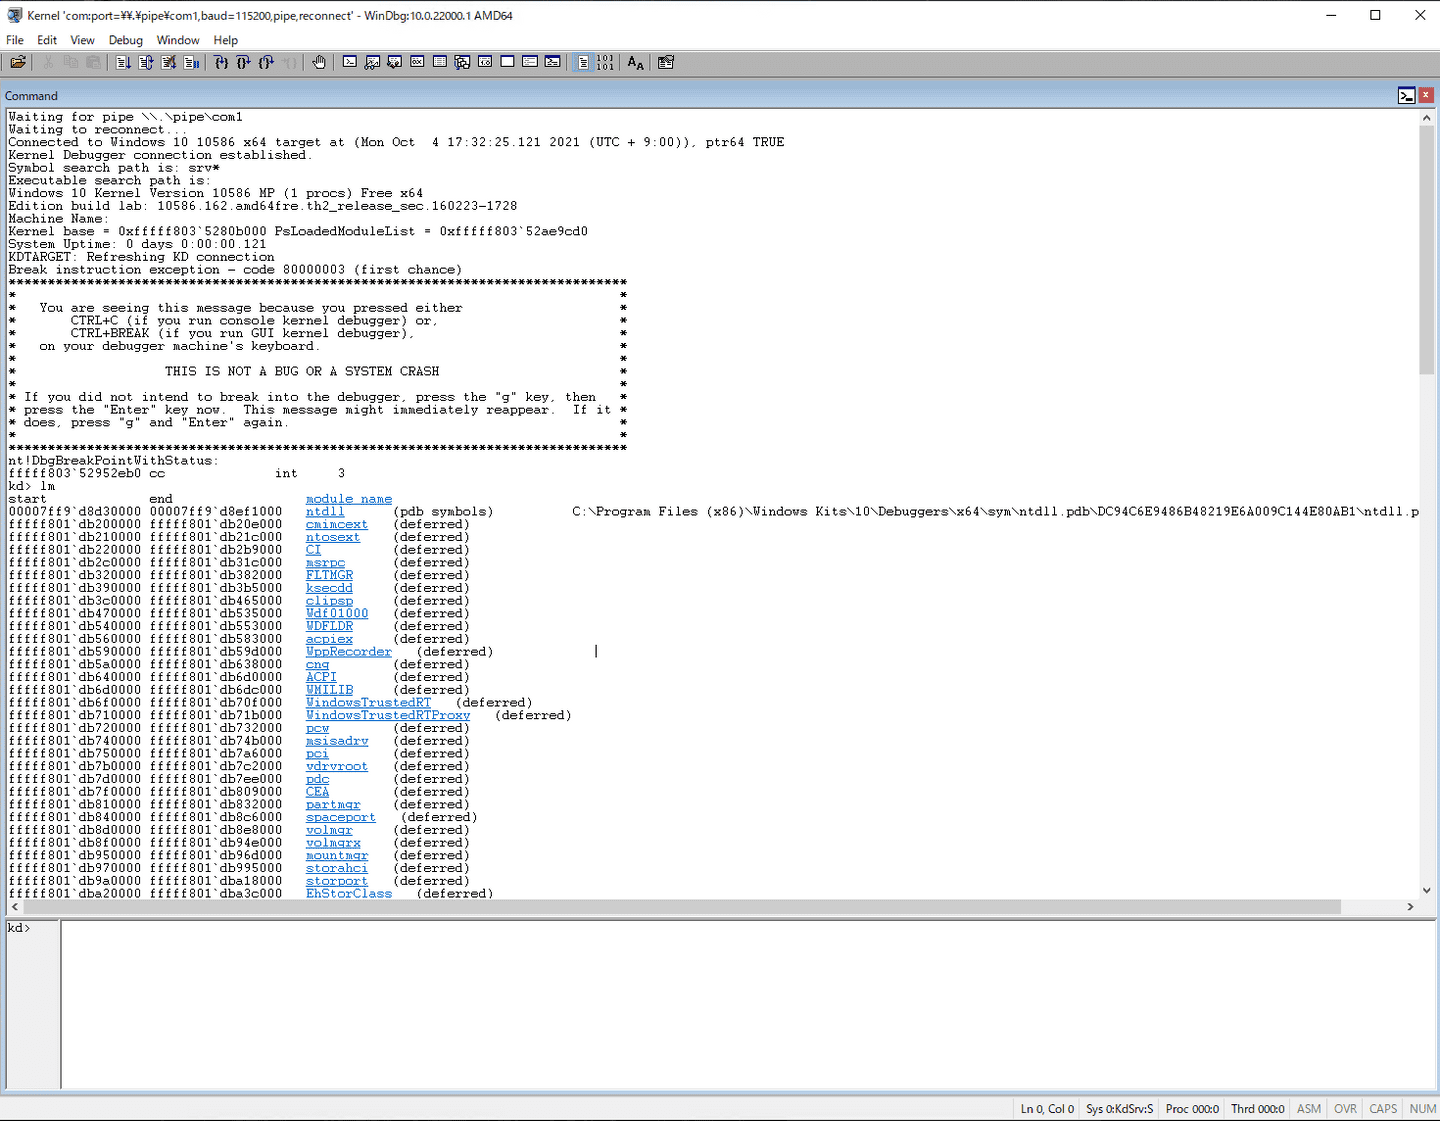 Kernel 'com:port=¥¥.¥pipe¥com1,baud=115200,pipe,reconnect' - WinDbg:10.0.22000.1 AMD64
File Edit View Debug Window Help
Command
Waiting for pipe \\.\pipe\com1
Waiting to reconnect...
Connected to Windows 10 10586 x64 target at (Mon Oct  4 17:32:25.121 2021 (UTC + 9:00)), ptr64 TRUE
Kernel Debugger connection established.
Symbol search path is: srv*
Executable search path is:
Windows 10 Kernel Version 10586 MP (1 procs) Free x64
Edition build lab: 10586.162.amd64fre.th2_release_sec.160223-1728
Machine Name:
Kernel base = 0xfffff803`5280b000 PsLoadedModuleList = 0xfffff803`52ae9cd0
System Uptime: 0 days 0:00:00.121
KDTARGET: Refreshing KD connection
Break instruction exception - code 80000003 (first chance)
*******************************************************************************
*                                                                             *
*   You are seeing this message because you pressed either                    *
*       CTRL+C (if you run console kernel debugger) or,                       *
*       CTRL+BREAK (if you run GUI kernel debugger),                          *
*   on your debugger machine's keyboard.                                      *
*                                                                             *
*                   THIS IS NOT A BUG OR A SYSTEM CRASH                       *
*                                                                             *
* If you did not intend to break into the debugger, press the "g" key, then   *
* press the "Enter" key now.  This message might immediately reappear.  If it *
* does, press "g" and "Enter" again.                                          *
*                                                                             *
*******************************************************************************
nt!DbgBreakPointWithStatus:
fffff803`52952eb0 cc              int     3
kd> lm
start             end                 module name
00007ff9`d8d30000 00007ff9`d8ef1000   ntdll      (pdb symbols)          C:\Program Files (x86)\Windows Kits\10\Debuggers\x64\sym\ntdll.pdb\DC94C6E9486B48219E6A009C144E80AB1\ntdll.p
fffff801`db200000 fffff801`db20e000   cmimcext   (deferred)
fffff801`db210000 fffff801`db21c000   ntosext    (deferred)
fffff801`db220000 fffff801`db2b9000   CI         (deferred)
fffff801`db2c0000 fffff801`db31c000   msrpc      (deferred)
fffff801`db320000 fffff801`db382000   FLTMGR     (deferred)
fffff801`db390000 fffff801`db3b5000   ksecdd     (deferred)
fffff801`db3c0000 fffff801`db465000   clipsp     (deferred)
fffff801`db470000 fffff801`db535000   Wdf01000   (deferred)
fffff801`db540000 fffff801`db553000   WDFLDR     (deferred)
fffff801`db560000 fffff801`db583000   acpiex     (deferred)
fffff801`db590000 fffff801`db59d000   WppRecorder   (deferred)
fffff801`db5a0000 fffff801`db638000   cng        (deferred)
fffff801`db640000 fffff801`db6d0000   ACPI       (deferred)
fffff801`db6d0000 fffff801`db6dc000   WMILIB     (deferred)
fffff801`db6f0000 fffff801`db70f000   WindowsTrustedRT   (deferred)
fffff801`db710000 fffff801`db71b000   WindowsTrustedRTProxy   (deferred)
fffff801`db720000 fffff801`db732000   pcw        (deferred)
fffff801`db740000 fffff801`db74b000   msisadrv   (deferred)
fffff801`db750000 fffff801`db7a6000   pci        (deferred)
fffff801`db7b0000 fffff801`db7c2000   vdrvroot   (deferred)
fffff801`db7d0000 fffff801`db7ee000   pdc        (deferred)
fffff801`db7f0000 fffff801`db809000   CEA        (deferred)
fffff801`db810000 fffff801`db832000   partmgr    (deferred)
fffff801`db840000 fffff801`db8c6000   spaceport   (deferred)
fffff801`db8d0000 fffff801`db8e8000   volmgr     (deferred)
fffff801`db8f0000 fffff801`db94e000   volmgrx    (deferred)
fffff801`db950000 fffff801`db96d000   mountmgr   (deferred)
fffff801`db970000 fffff801`db995000   storahci   (deferred)
fffff801`db9a0000 fffff801`dba18000   storport   (deferred)
fffff801`dba20000 fffff801`dba3c000   EhStorClass   (deferred)
kd>
Ln 0, Col 0 Sys 0:KdSrv:S Proc 000:0 Thrd 000:0 ASM OVR CAPS NUM